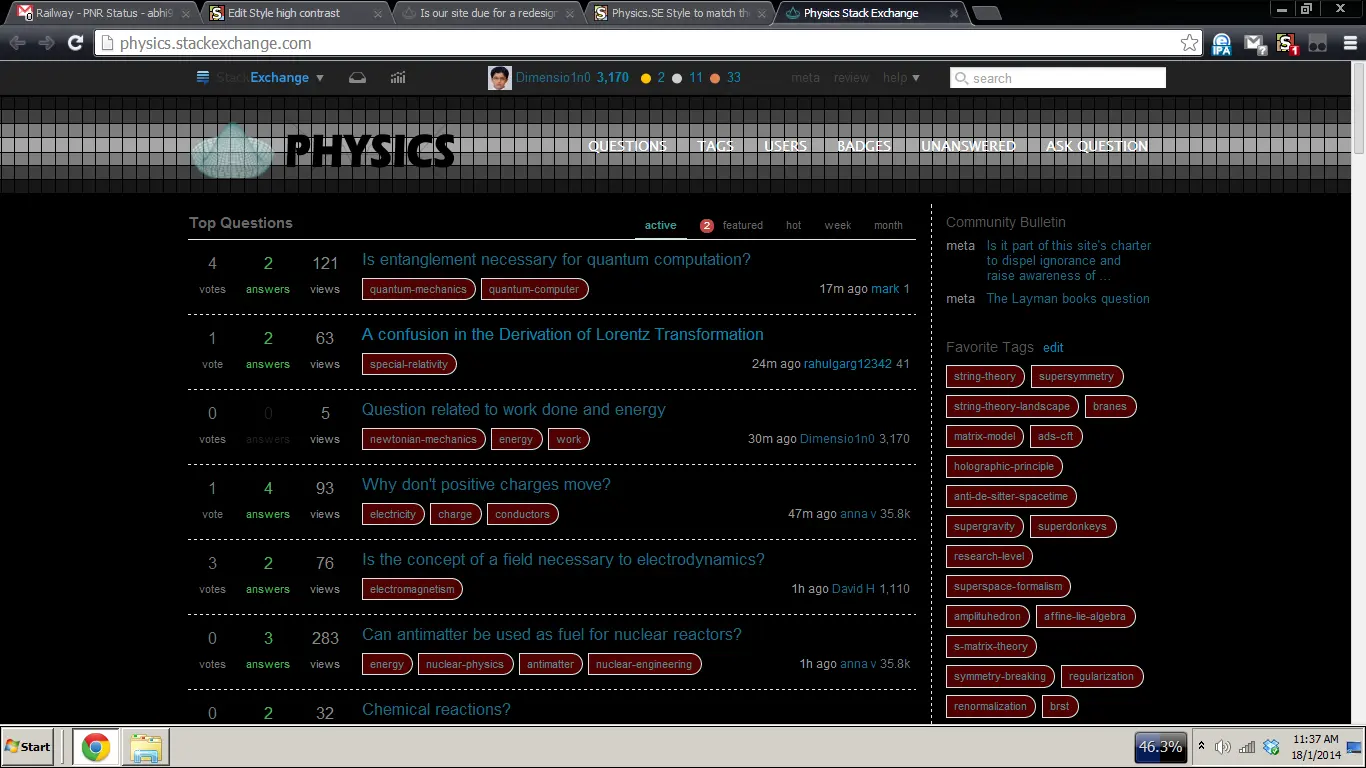 Railway - PNR Status - abhi9
Edit Style high contrast
Is our site due for a redesign
Physics.SE Style to match the
Physics Stack Exchange
physics.stackexchange.com
IPA
?
1
StackExchange ▼
Dimensio1n0 3,170 2 11 33
meta review help ▼
search
PHYSICS
QUESTIONS TAGS USERS BADGES UNANSWERED ASK QUESTION
Top Questions
active 2 featured hot week month
4 2 121 Is entanglement necessary for quantum computation?
votes answers views quantum-mechanics quantum-computer 17m ago mark 1
1 2 63 A confusion in the Derivation of Lorentz Transformation
vote answers views special-relativity 24m ago rahulgarg12342 41
0 0 5 Question related to work done and energy
votes answers views newtonian-mechanics energy work 30m ago Dimensio1n0 3,170
1 4 93 Why don't positive charges move?
vote answers views electricity charge conductors 47m ago anna v 35.8k
3 2 76 Is the concept of a field necessary to electrodynamics?
votes answers views electromagnetism 1h ago David H 1,110
0 3 283 Can antimatter be used as fuel for nuclear reactors?
votes answers views energy nuclear-physics antimatter nuclear-engineering 1h ago anna v 35.8k
0 2 32 Chemical reactions?
Community Bulletin
meta Is it part of this site's charter
to dispel ignorance and
raise awareness of ...
meta The Layman books question
Favorite Tags edit
string-theory supersymmetry
string-theory-landscape branes
matrix-model ads-cft
holographic-principle
anti-de-sitter-spacetime
supergravity superdonkeys
research-level
superspace-formalism
amplituhedron affine-lie-algebra
s-matrix-theory
symmetry-breaking regularization
renormalization brst
Start
46.3%
11:37 AM
18/1/2014